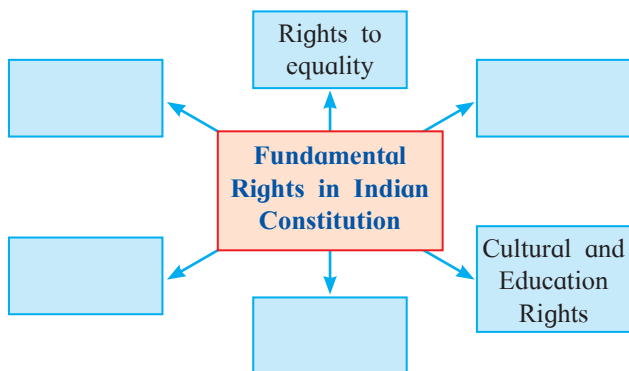 Rights to
equality
Fundamental
Rights in Indian
Constitution
Cultural and
Education
Rights